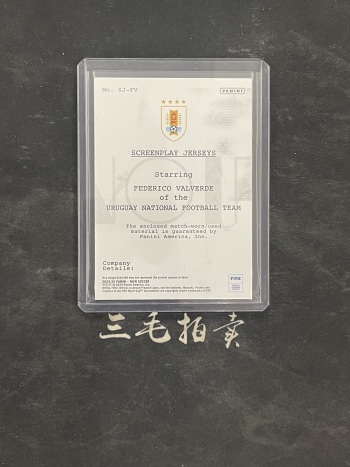 No. SJ-FV
PANINI
SCREENPLAY JERSEYS
Starring
FEDERICO VALVERDE
of the
URUGUAY NATIONAL FOOTBALL TEAM
The enclosed match-worn/used
material is guaranteed by
Panini America, Inc.
Company
Details:
FIFA
三毛拍卖